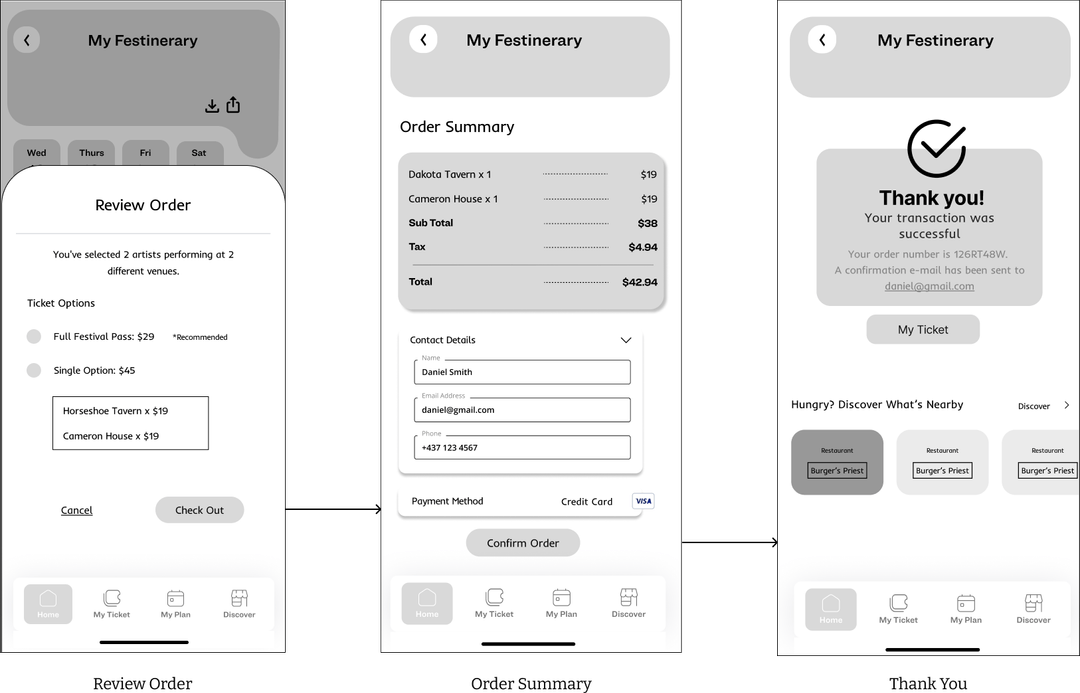 My Festinerary
Wed
Thurs
Fri
Sat
Review Order
You've selected 2 artists performing at 2
different venues.
Ticket Options
Full Festival Pass: $29
*Recommended
Single Option: $45
Horseshoe Tavern x $19
Cameron House x $19
Cancel
Check Out
Home
My Ticket
My Plan
Discover
Review Order
My Festinerary
Order Summary
Dakota Tavern x 1 $19
Cameron House x 1 $19
Sub Total $38
Tax $4.94
Total $42.94
Contact Details
Name
Daniel Smith
Email Address
daniel@gmail.com
Phone
+437 123 4567
Payment Method
Credit Card
VISA
Confirm Order
Home
My Ticket
My Plan
Discover
Order Summary
My Festinerary
Thank you!
Your transaction was
successful
Your order number is 126RT48W.
A confirmation e-mail has been sent to
daniel@gmail.com
My Ticket
Hungry? Discover What's Nearby
Discover
Restaurant
Burger's Priest
Restaurant
Burger's Priest
Restaurant
Burger's Priest
Home
My Ticket
My Plan
Discover
Thank You